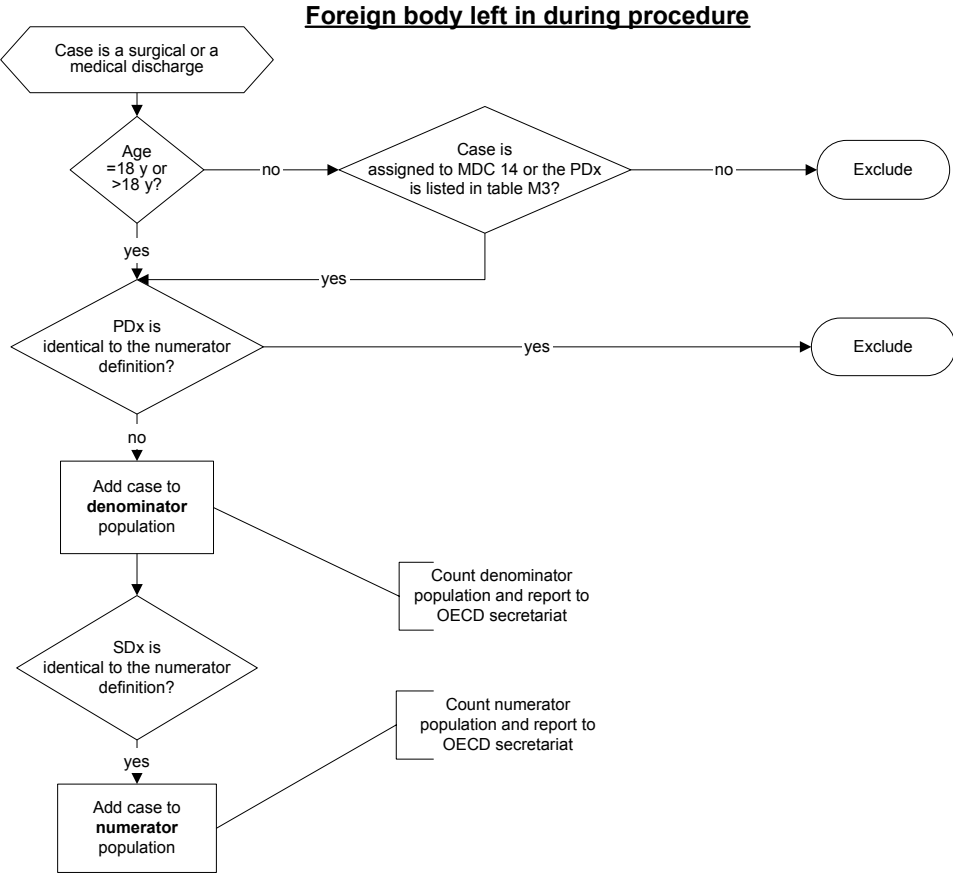 Foreign body left in during procedure
Case is a surgical or a
medical discharge
Age
=18 y or
>18 y?
no
Case is
assigned to MDC 14 or the PDx
is listed in table M3?
no
Exclude
yes
yes
PDx is
identical to the numerator
definition?
yes
Exclude
no
Add case to
denominator
population
Count denominator
population and report to
OECD secretariat
SDx is
identical to the numerator
definition?
Count numerator
population and report to
OECD secretariat
yes
Add case to
numerator
population